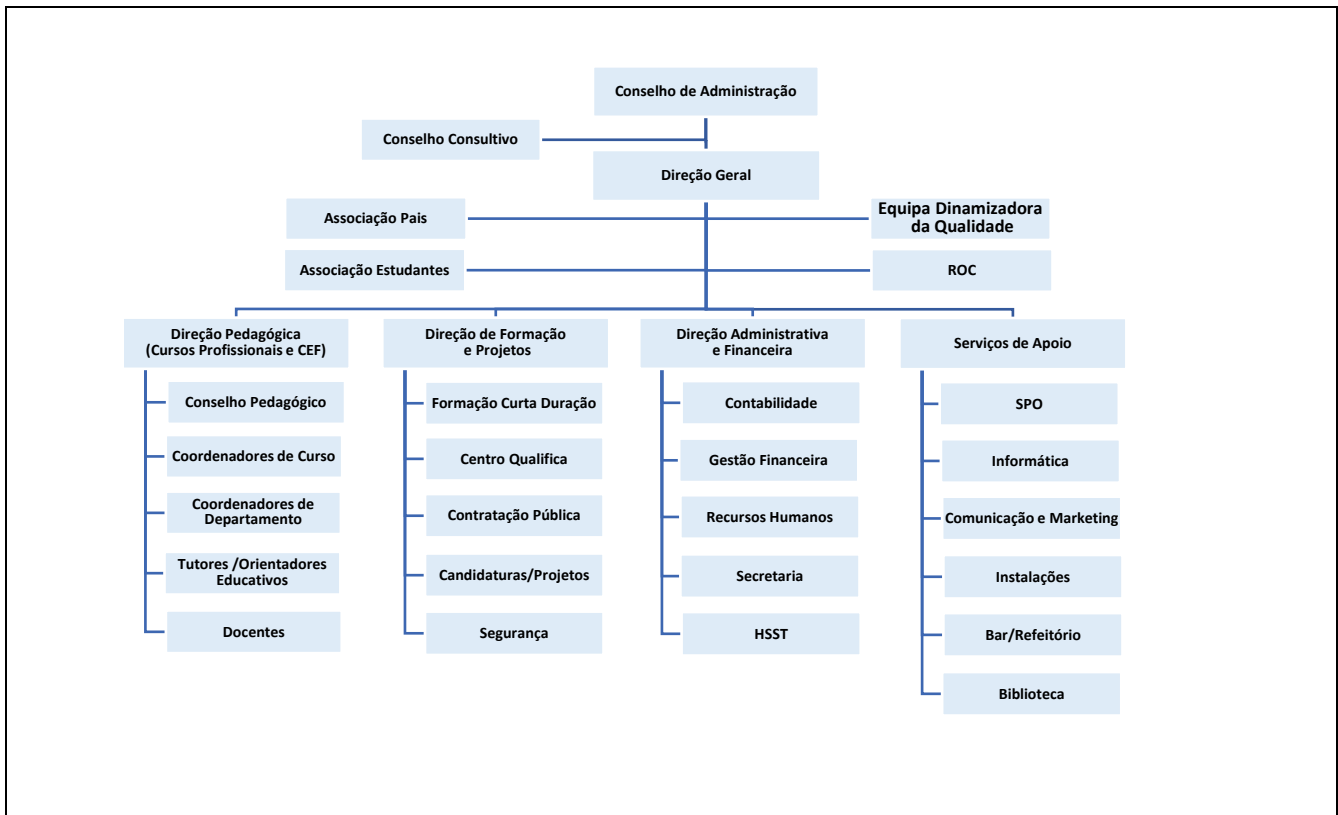 Conselho de Administração
Conselho Consultivo
Direção Geral
Associação Pais
Equipa Dinamizadora
da Qualidade
Associação Estudantes
ROC
Direção Pedagógica
(Cursos Profissionais e CEF)
Conselho Pedagógico
Coordenadores de Curso
Coordenadores de
Departamento
Tutores /Orientadores
Educativos
Docentes
Direção de Formação
e Projetos
Formação Curta Duração
Centro Qualifica
Contratação Pública
Candidaturas/Projetos
Segurança
Direção Administrativa
e Financeira
Contabilidade
Gestão Financeira
Recursos Humanos
Secretaria
HSST
Serviços de Apoio
SPO
Informática
Comunicação e Marketing
Instalações
Bar/Refeitório
Biblioteca